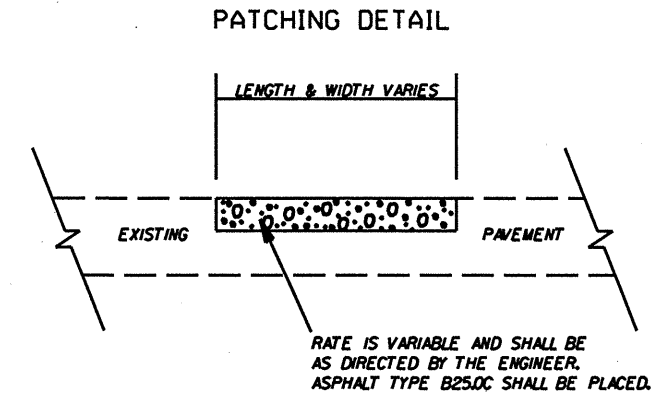 PATCHING DETAIL
LENGTH & WIDTH VARIES
EXISTING
PAVEMENT
RATE IS VARIABLE AND SHALL BE
AS DIRECTED BY THE ENGINEER.
ASPHALT TYPE B25.0C SHALL BE PLACED.